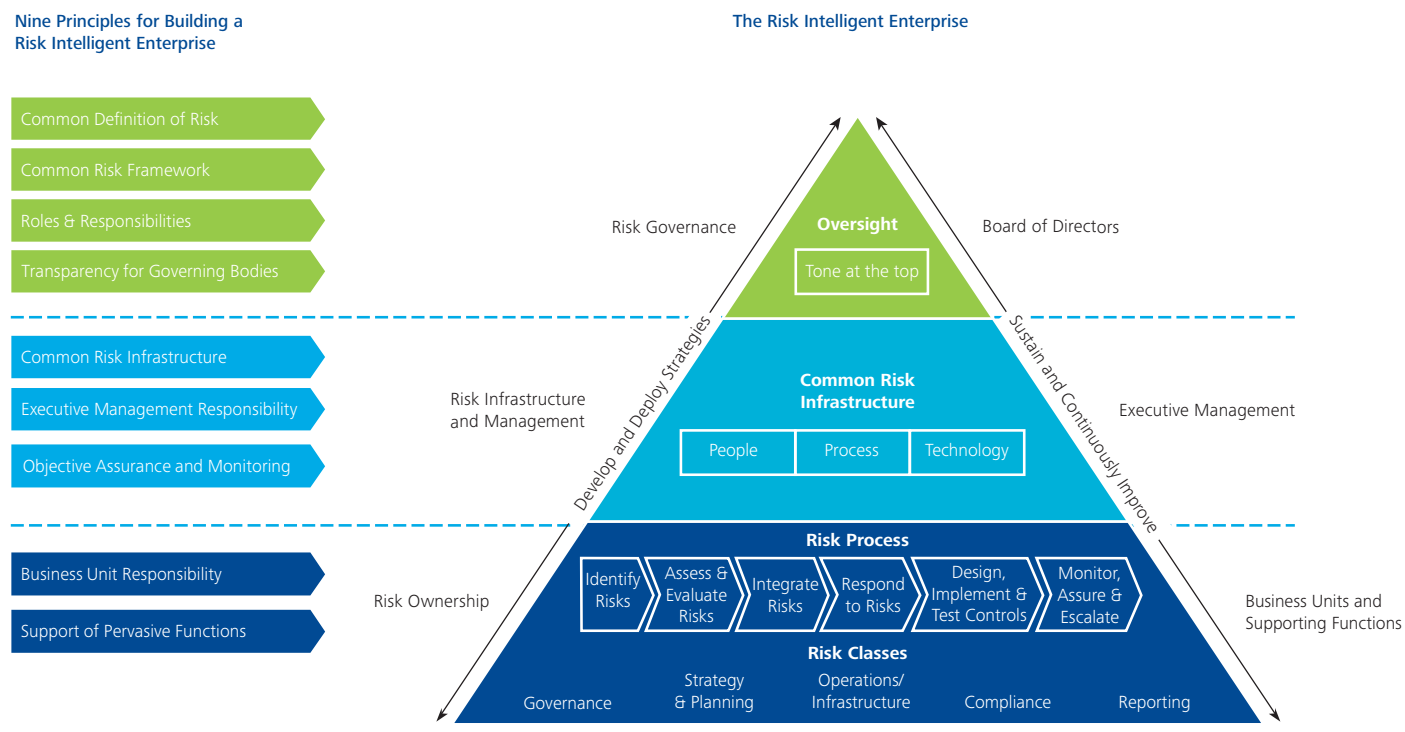 Nine Principles for Building a
Risk Intelligent Enterprise
The Risk Intelligent Enterprise
Common Definition of Risk
Common Risk Framework
Roles & Responsibilities
Transparency for Governing Bodies
Common Risk Infrastructure
Executive Management Responsibility
Objective Assurance and Monitoring
Business Unit Responsibility
Support of Pervasive Functions
Risk Governance
Risk Infrastructure
and Management
Risk Ownership
Develop and Deploy Strategies
Oversight
Tone at the top
Common Risk
Infrastructure
People
Process
Technology
Risk Process
Identify
Risks
Assess &
Evaluate
Risks
Integrate
Risks
Respond
to Risks
Design,
Implement &
Test Controls
Monitor,
Assure &
Escalate
Risk Classes
Governance
Strategy
& Planning
Operations/
Infrastructure
Compliance
Reporting
Sustain and Continuously Improve
Board of Directors
Executive Management
Business Units and
Supporting Functions